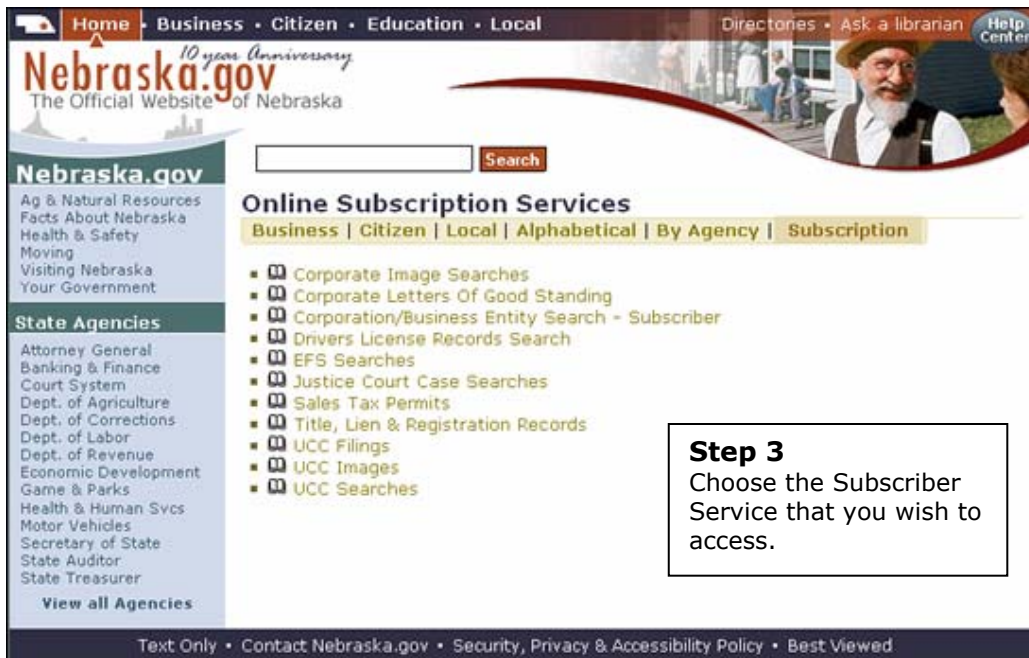 Home • Business • Citizen • Education • Local
Directories • Ask a librarian
Help Center
10 year Anniversary
Nebraska.gov
The Official Website of Nebraska
Search
Nebraska.gov
Ag & Natural Resources
Facts About Nebraska
Health & Safety
Moving
Visiting Nebraska
Your Government
State Agencies
Attorney General
Banking & Finance
Court System
Dept. of Agriculture
Dept. of Corrections
Dept. of Labor
Dept. of Revenue
Economic Development
Game & Parks
Health & Human Svcs
Motor Vehicles
Secretary of State
State Auditor
State Treasurer
View all Agencies
Online Subscription Services
Business | Citizen | Local | Alphabetical | By Agency | Subscription
Corporate Image Searches
Corporate Letters Of Good Standing
Corporation/Business Entity Search - Subscriber
Drivers License Records Search
EFS Searches
Justice Court Case Searches
Sales Tax Permits
Title, Lien & Registration Records
UCC Filings
UCC Images
UCC Searches
Step 3
Choose the Subscriber
Service that you wish to
access.
Text Only • Contact Nebraska.gov • Security, Privacy & Accessibility Policy • Best Viewed